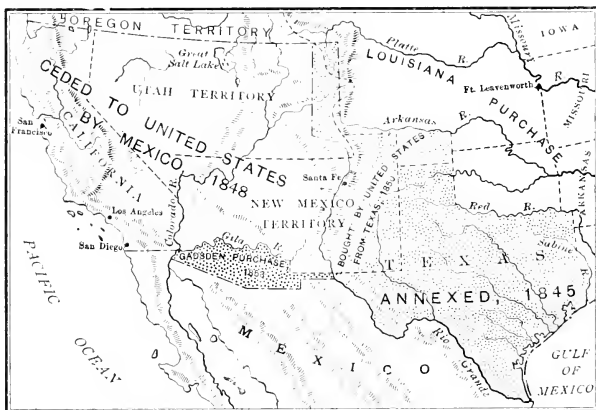 OREGON TERRITORY
Great
Salt Lake
UTAH TERRITORY
CEDED TO UNITED STATES
BY MEXICO 1848
San
Francisco
CALIFORNIA
Los Angeles
San Diego
Colorado R.
PACIFIC
OCEAN
Santa Fe
NEW MEXICO
TERRITORY
Gila R.
GADSDEN PURCHASE
1853
MEXICO
Platte R.
Missouri R.
IOWA
LOUISIANA
PURCHASE
Ft. Leavenworth
MISSOURI
Arkansas R.
ARKANSAS
BOUGHT BY UNITED STATES
FROM TEXAS, 1850
Red R.
Sabine R.
TEXAS
ANNEXED, 1845
Rio Grande
GULF
OF
MEXICO